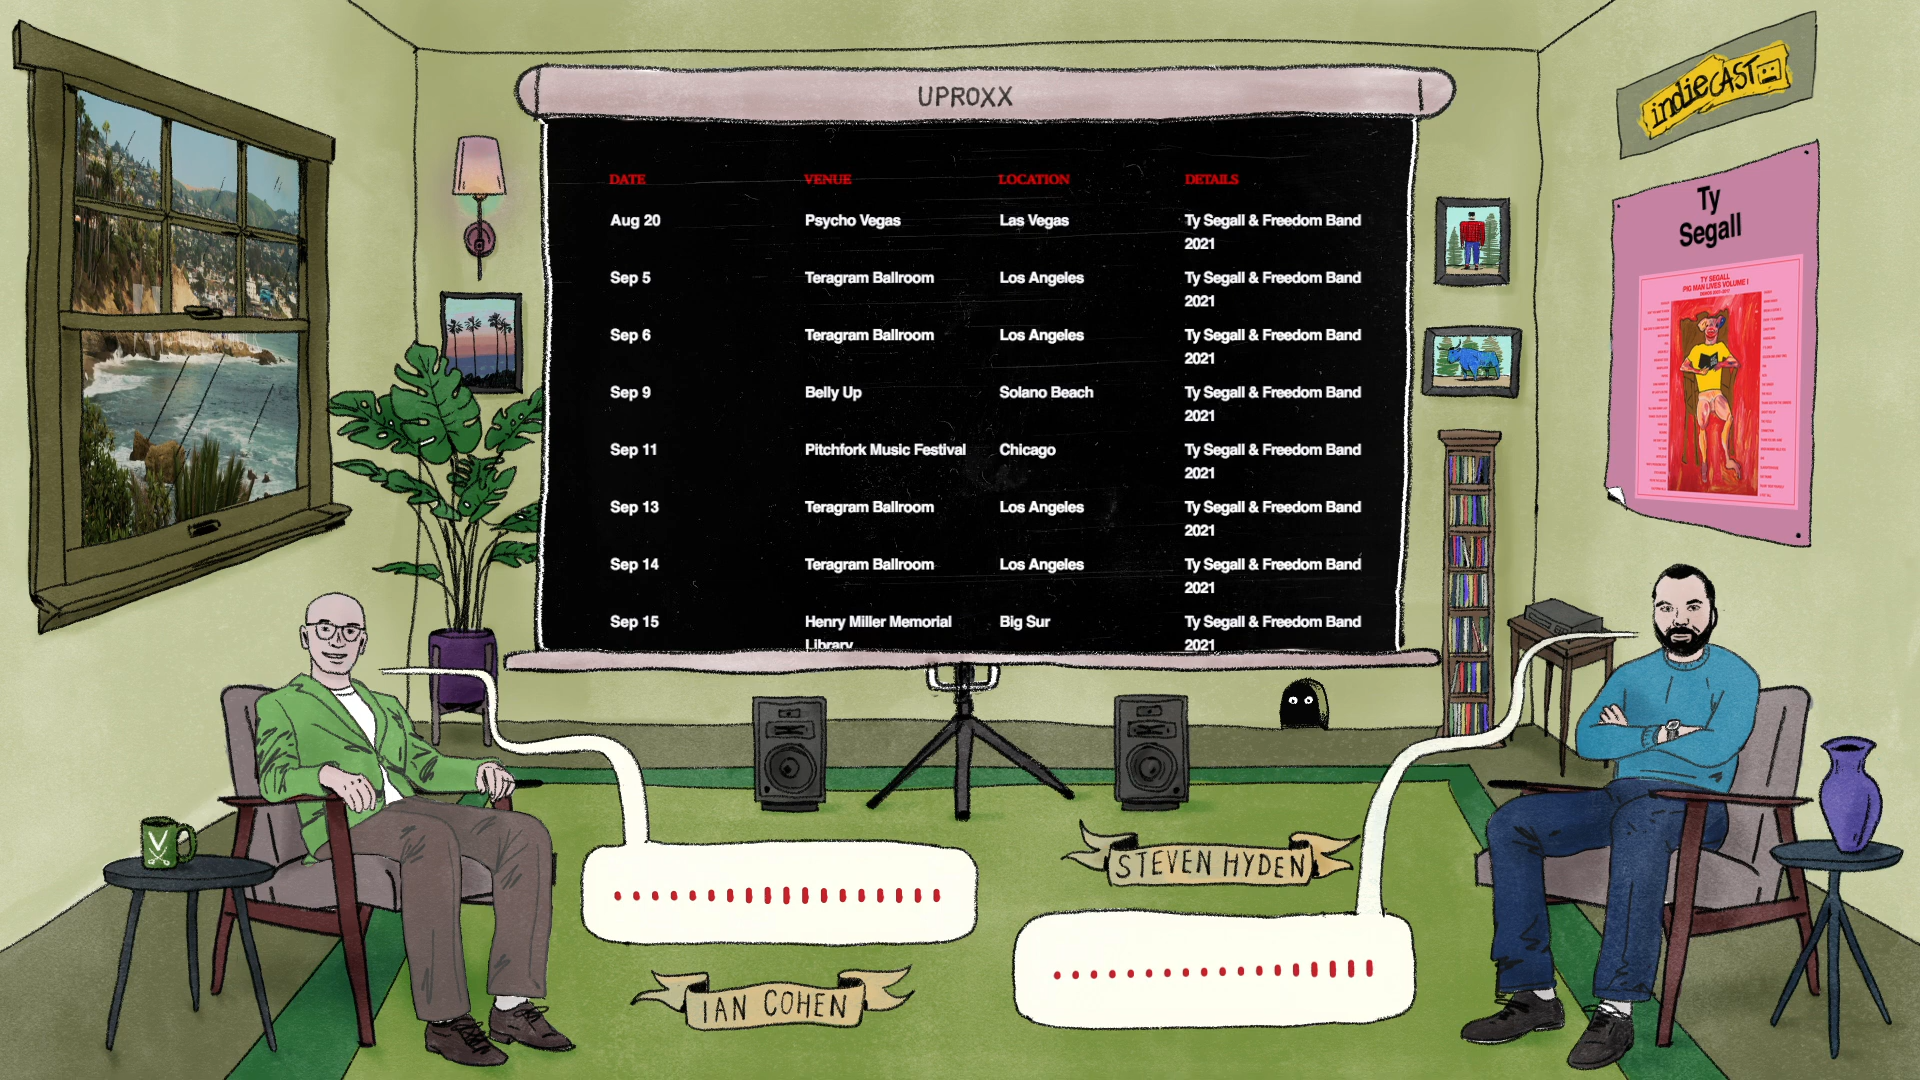 UPROXX
indiecast
DATE VENUE LOCATION DETAILS
Aug 20 Psycho Vegas Las Vegas Ty Segall & Freedom Band
2021
Sep 5 Teragram Ballroom Los Angeles Ty Segall & Freedom Band
2021
Sep 6 Teragram Ballroom Los Angeles Ty Segall & Freedom Band
2021
Sep 9 Belly Up Solano Beach Ty Segall & Freedom Band
2021
Sep 11 Pitchfork Music Festival Chicago Ty Segall & Freedom Band
2021
Sep 13 Teragram Ballroom Los Angeles Ty Segall & Freedom Band
2021
Sep 14 Teragram Ballroom Los Angeles Ty Segall & Freedom Band
2021
Sep 15 Henry Miller Memorial Big Sur Ty Segall & Freedom Band
Library 2021
Ty
Segall
TY SEGALL
PIG MAN LIVES VOLUME I
STEVEN HYDEN
IAN COHEN
V